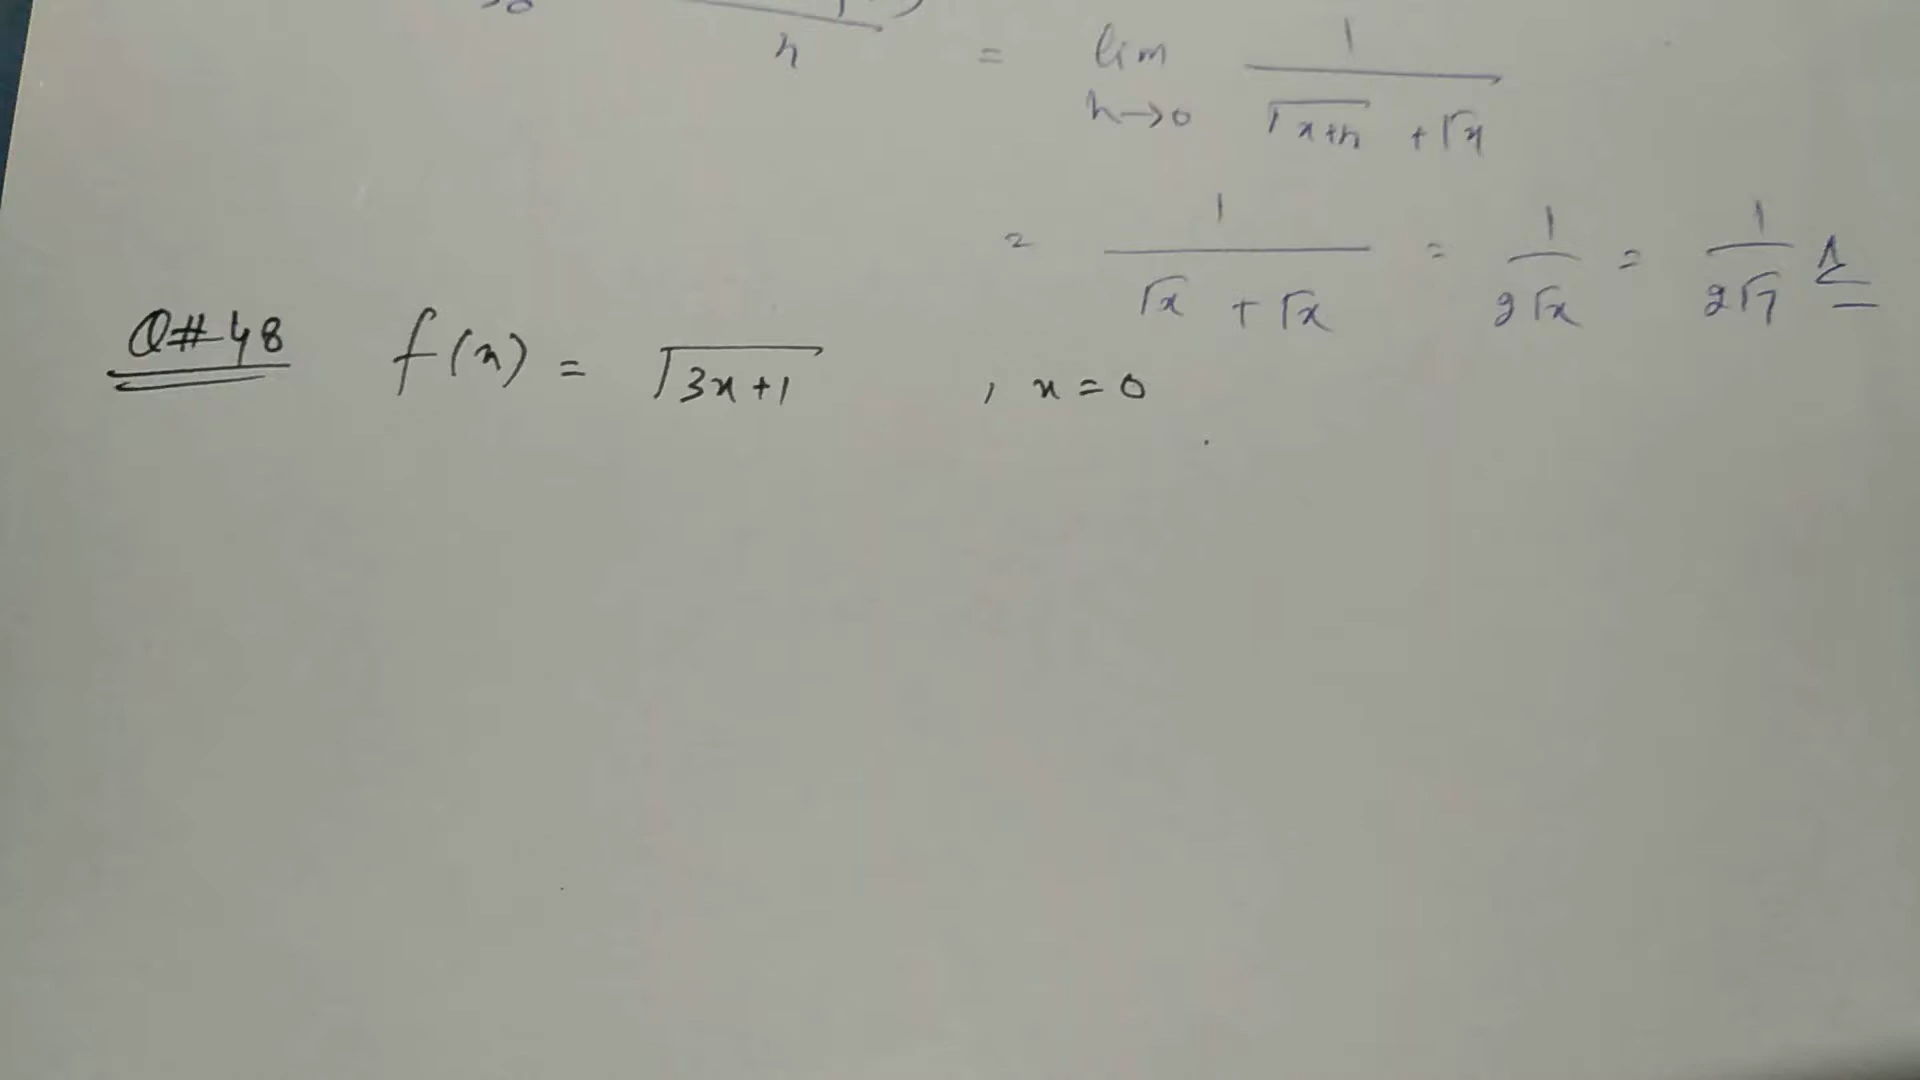 h = lim 1
h→0 √x+h + √x
= 1 = 1 = 1
√x + √x 2√x 2√7
Q#48 f(x) = √3x+1 , x=0